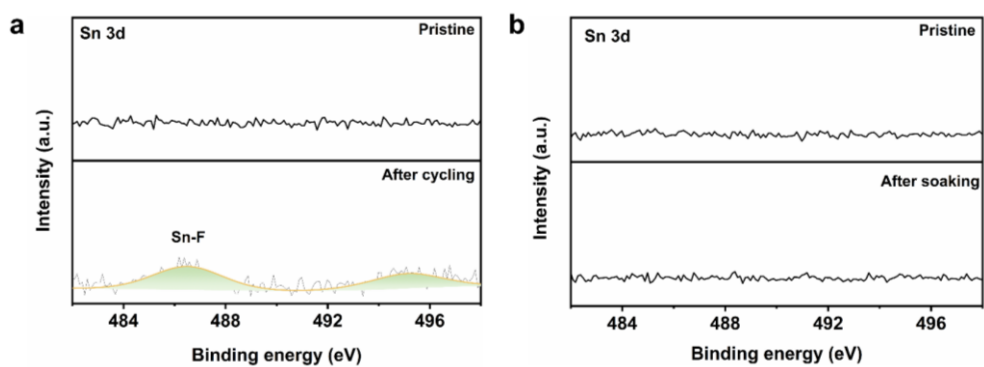 a
Sn 3d
Pristine
After cycling
Sn-F
Intensity (a.u.)
484 488 492 496
Binding energy (eV)
b
Sn 3d
Pristine
After soaking
Intensity (a.u.)
484 488 492 496
Binding energy (eV)